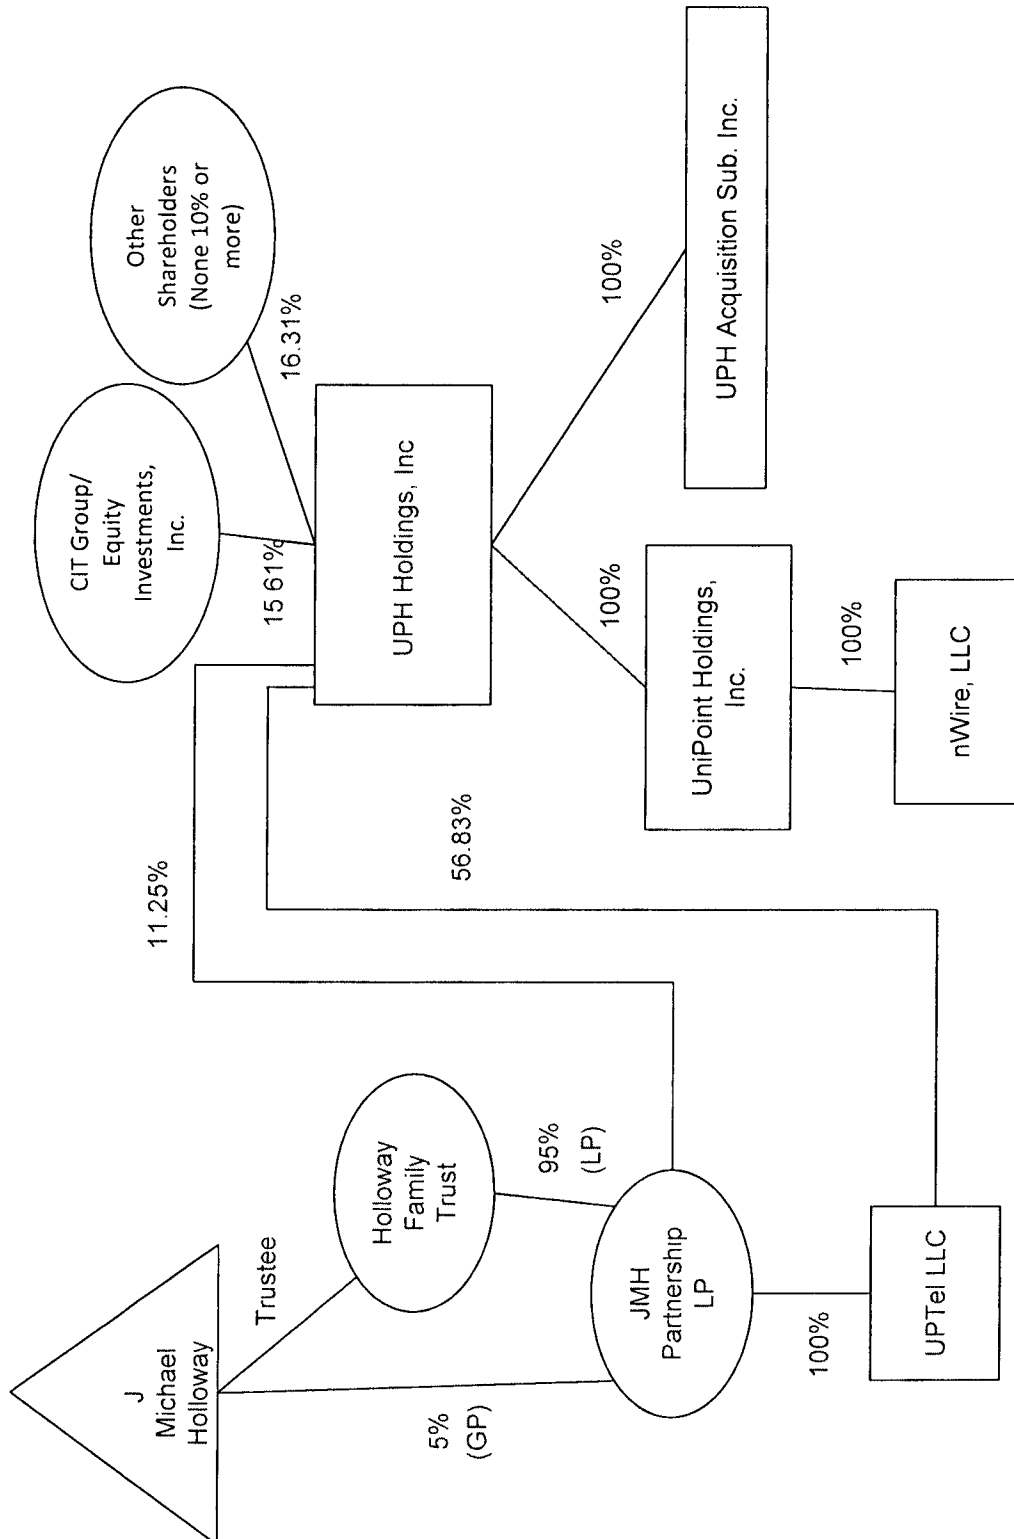 J
Michael
Holloway
Trustee
5%
(GP)
Holloway
Family
Trust
95%
(LP)
JMH
Partnership
LP
100%
UPTel LLC
11.25%
56.83%
CIT Group/
Equity
Investments,
Inc.
15 61%
Other
Shareholders
(None 10% or
more)
16.31%
UPH Holdings, Inc
100%
100%
UniPoint Holdings,
Inc.
100%
nWire, LLC
UPH Acquisition Sub. Inc.